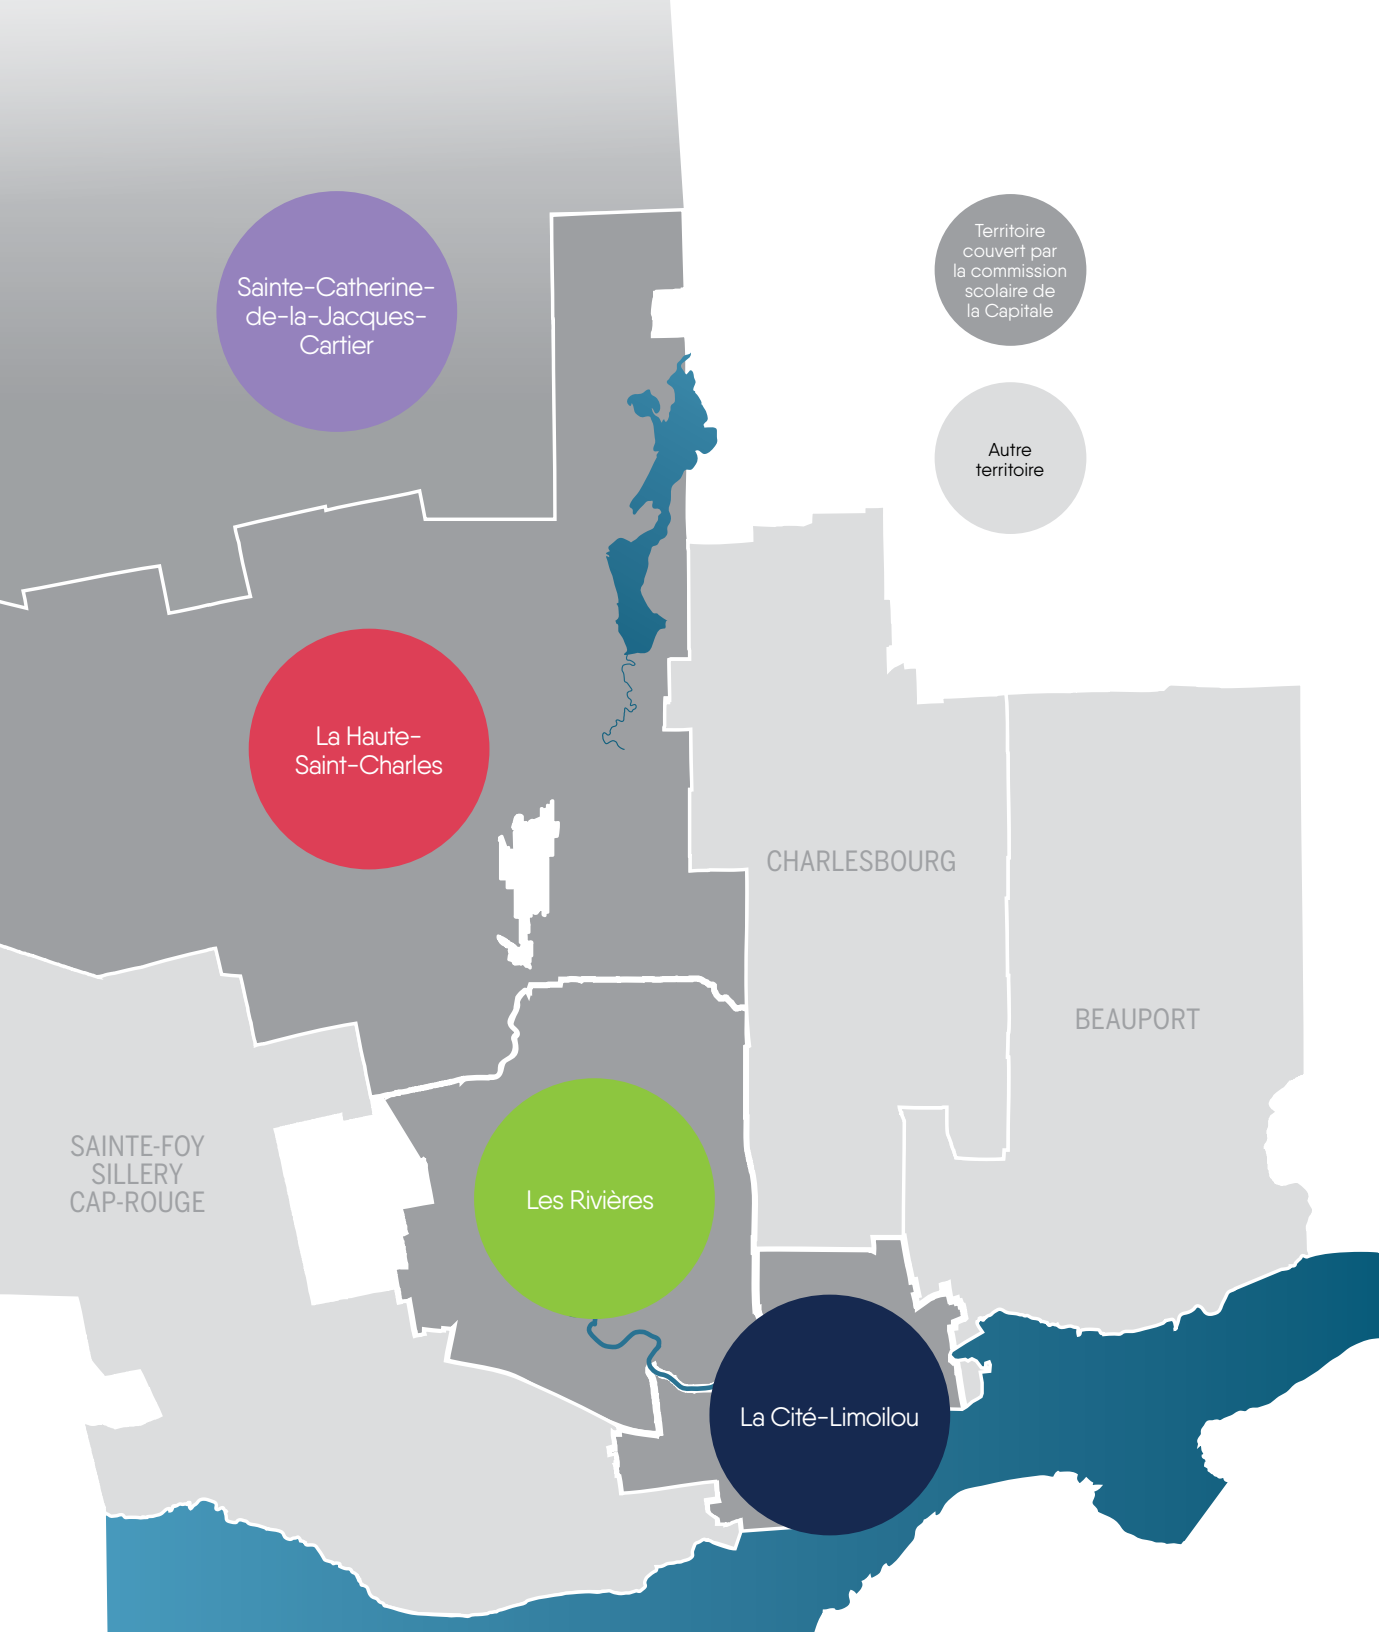 Sainte-Catherine-
de-la-Jacques-
Cartier
Territoire
couvert par
la commission
scolaire de
la Capitale
Autre
territoire
La Haute-
Saint-Charles
CHARLESBOURG
BEAUPORT
SAINTE-FOY
SILLERY
CAP-ROUGE
Les Rivières
La Cité-Limoilou